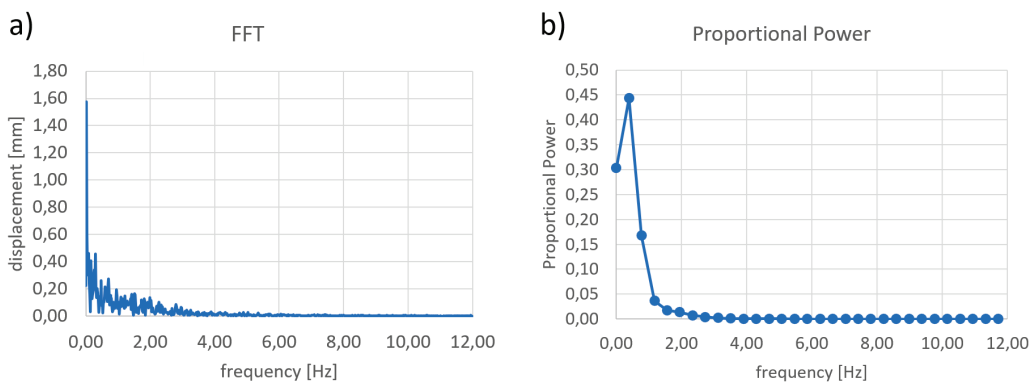 a)
FFT
displacement [mm]
1,80
1,60
1,40
1,20
1,00
0,80
0,60
0,40
0,20
0,00
0,00 2,00 4,00 6,00 8,00 10,00 12,00
frequency [Hz]
b)
Proportional Power
Proportional Power
0,50
0,45
0,40
0,35
0,30
0,25
0,20
0,15
0,10
0,05
0,00
0,00 2,00 4,00 6,00 8,00 10,00 12,00
frequency [Hz]